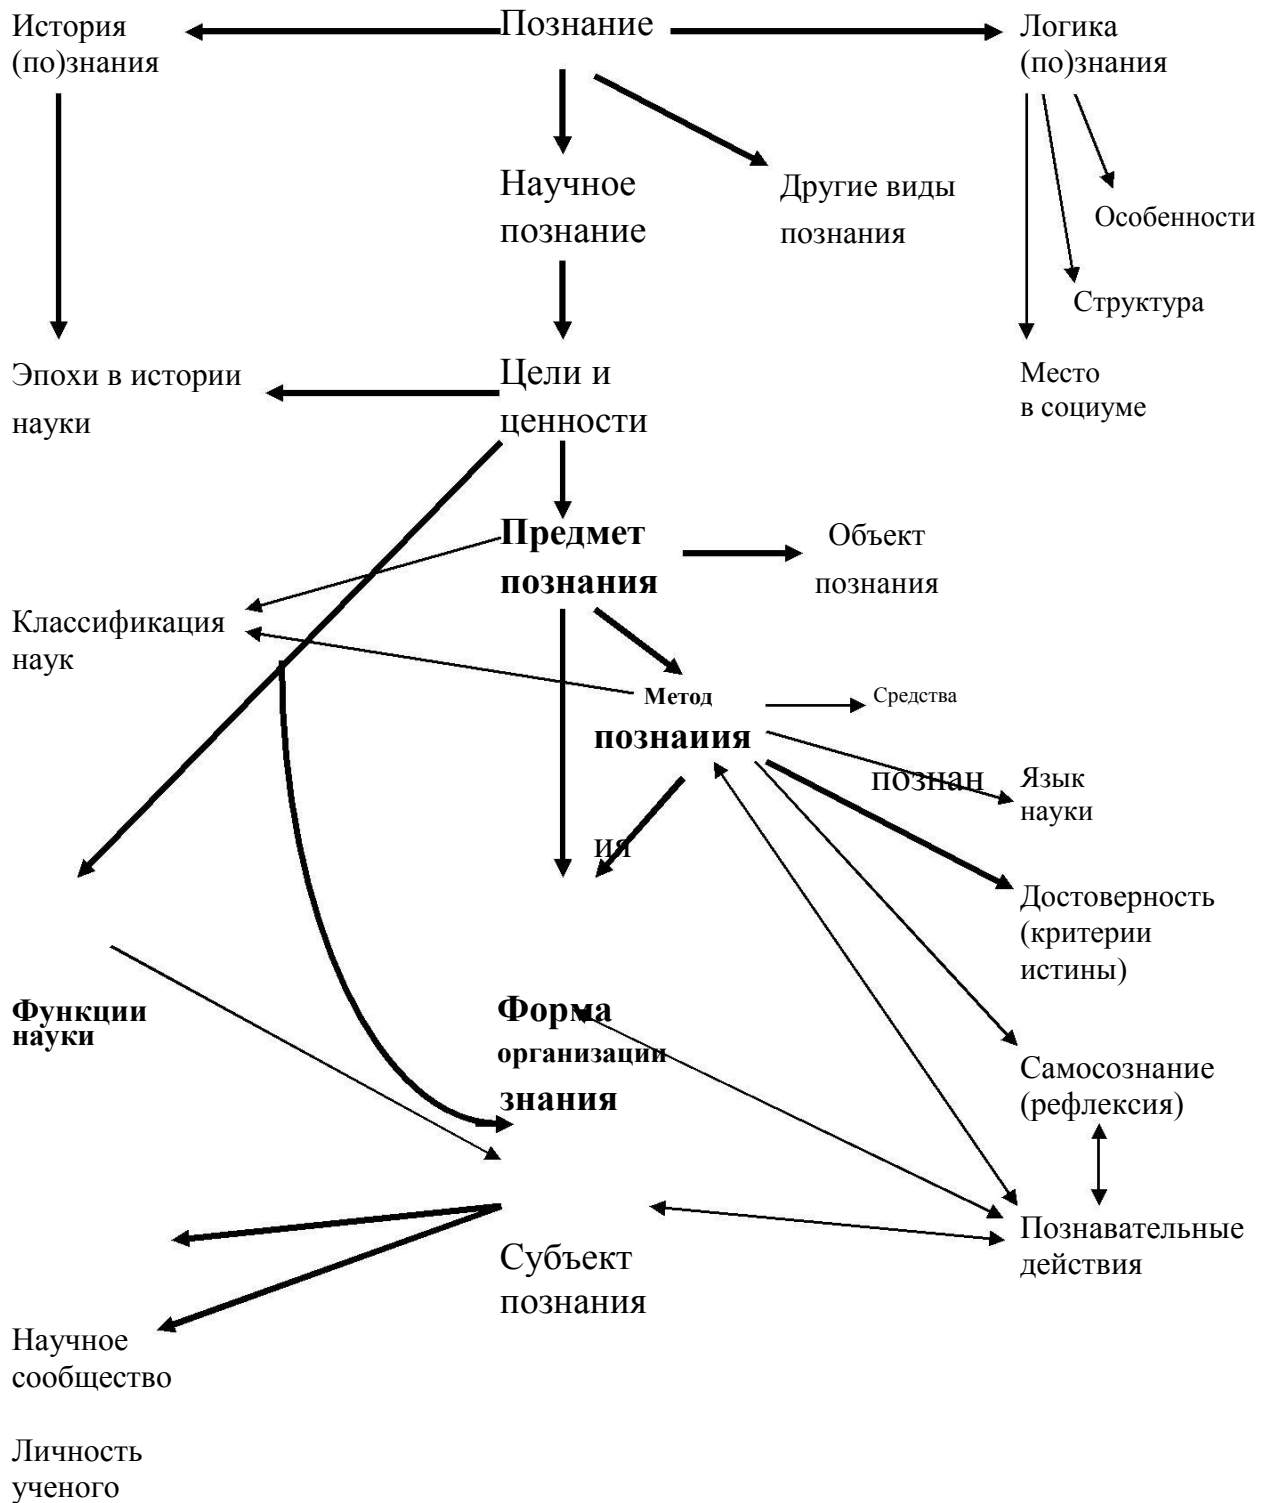 История
(по)знания
Познание
Логика
(по)знания
Научное
познание
Другие виды
познания
Особенности
Структура
Эпохи в истории
науки
Цели и
ценности
Место
в социуме
Предмет
познания
Объект
познания
Классификация
наук
Метод
познаиия
Средства
познан
ия
Язык
науки
Достоверность
(критерии
истины)
Функции
науки
Форма
организации
знания
Самосознание
(рефлексия)
Познавательные
действия
Субъект
познания
Научное
сообщество
Личность
ученого